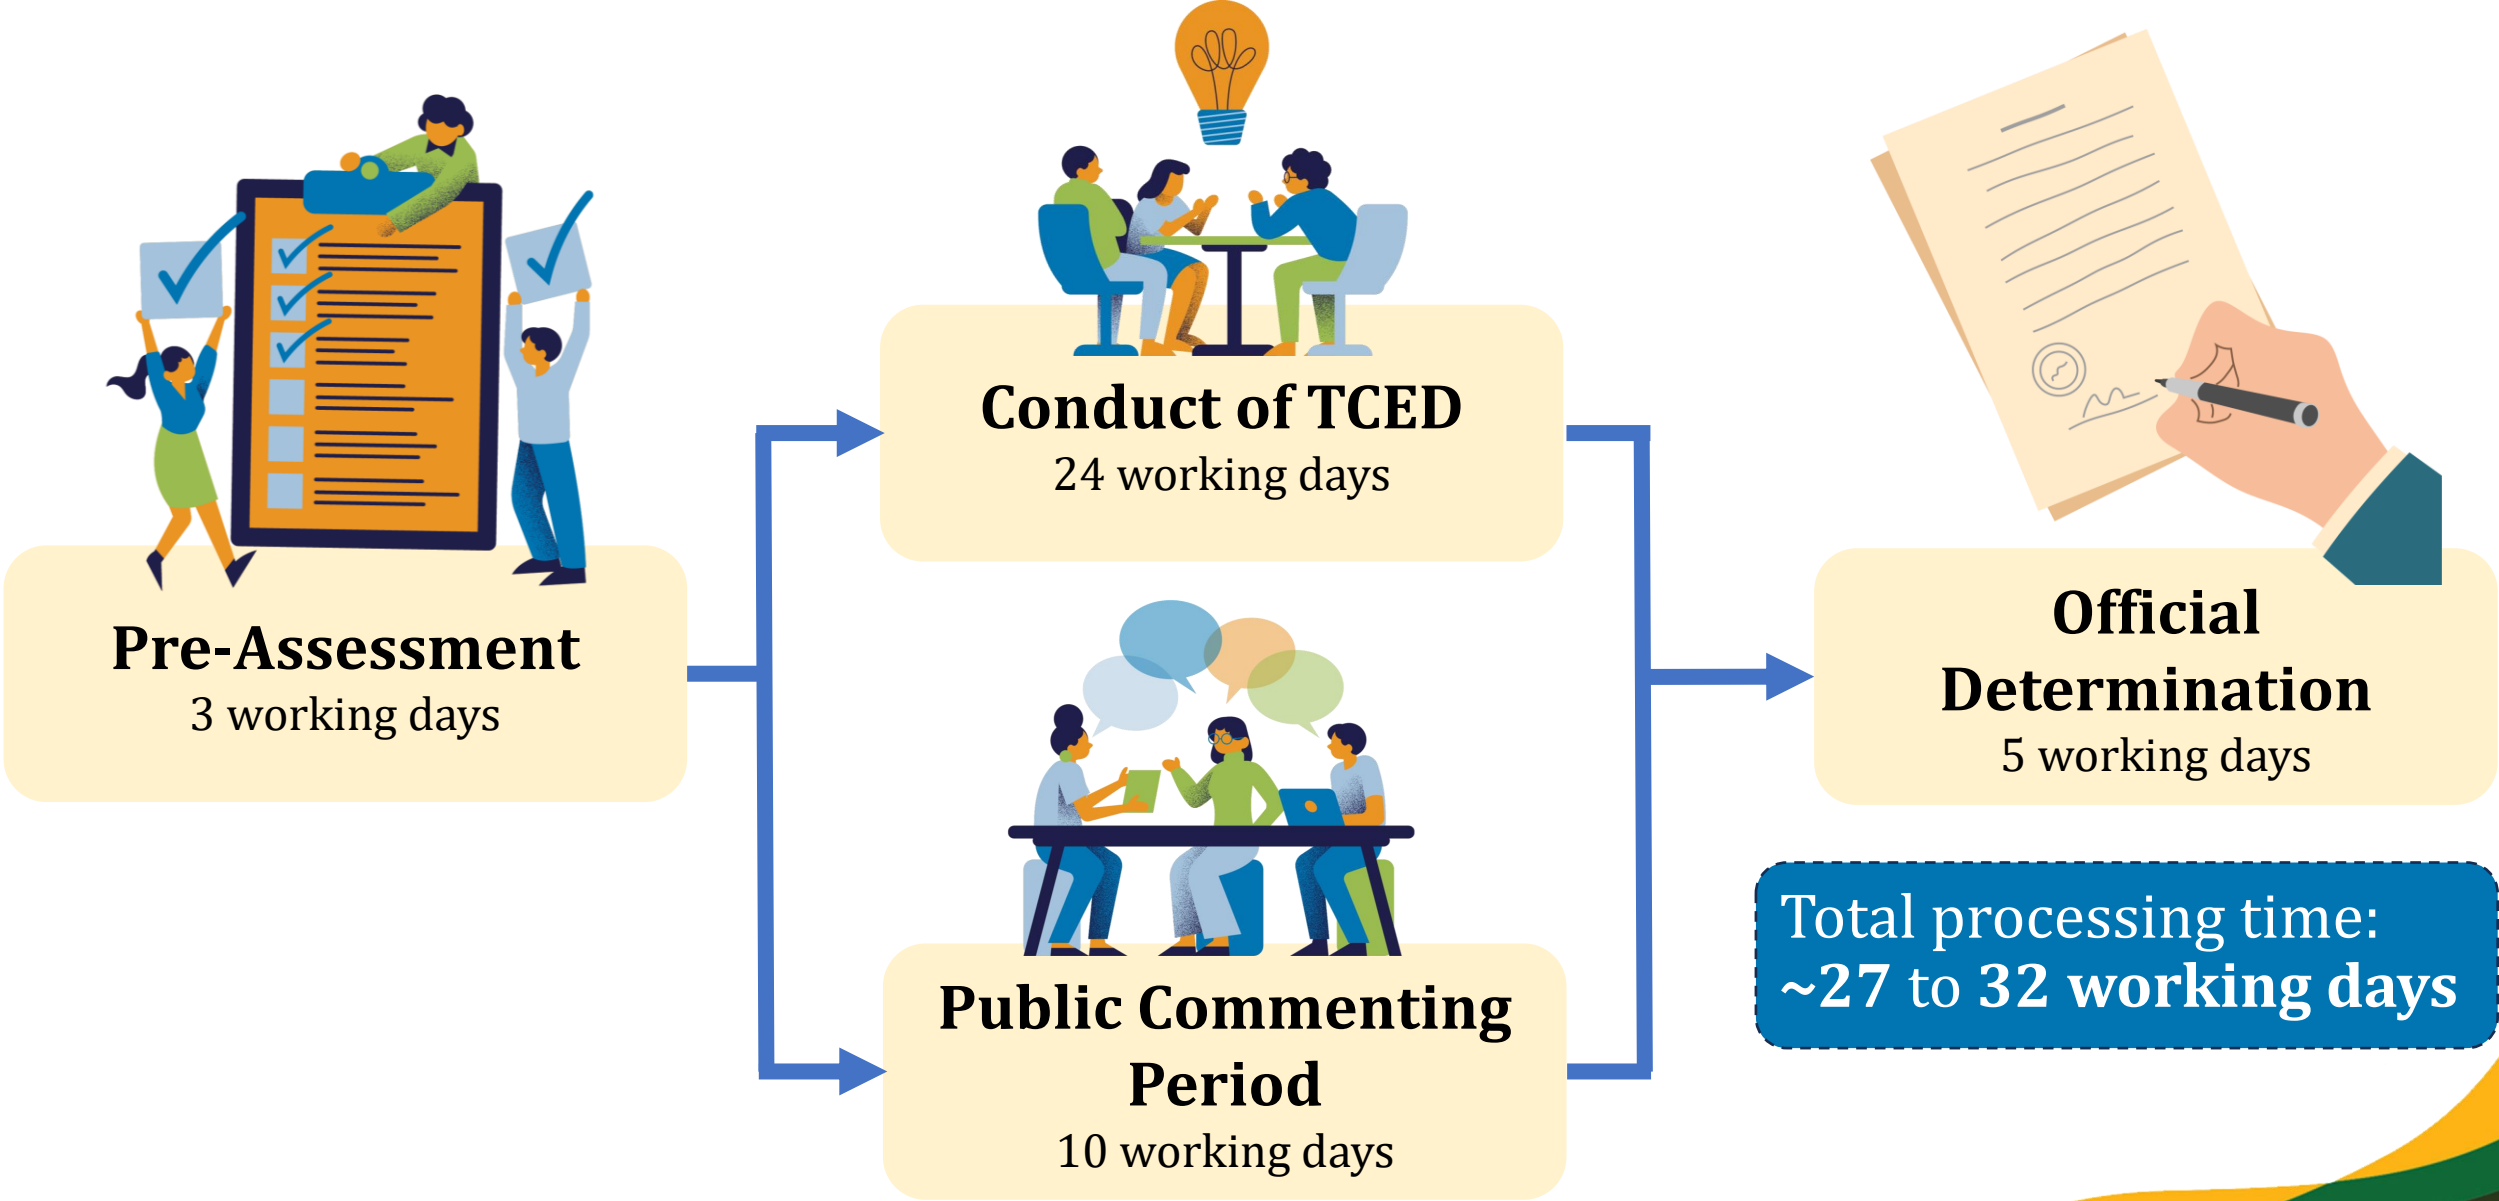 Pre-Assessment
3 working days
Conduct of TCED
24 working days
Public Commenting
Period
10 working days
Official
Determination
5 working days
Total processing time:
~27 to 32 working days